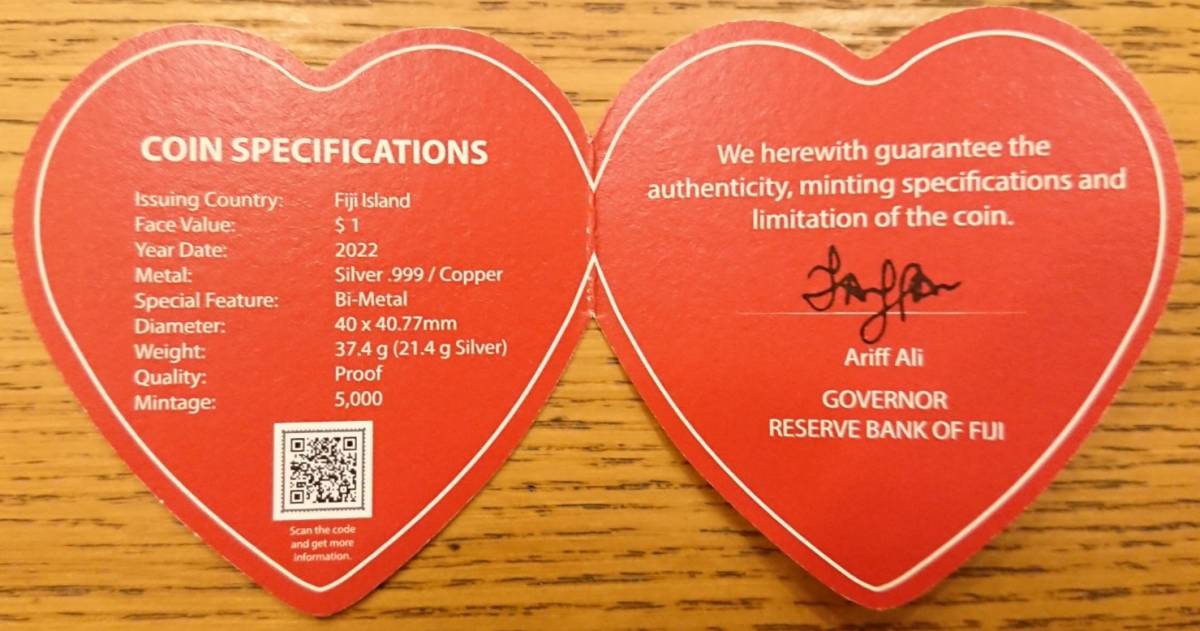 COIN SPECIFICATIONS
Issuing Country: Fiji Island
Face Value: $ 1
Year Date: 2022
Metal: Silver .999 / Copper
Special Feature: Bi-Metal
Diameter: 40 x 40.77mm
Weight: 37.4 g (21.4 g Silver)
Quality: Proof
Mintage: 5,000
Scan the code
and get more
information.
We herewith guarantee the
authenticity, minting specifications and
limitation of the coin.
Ariff Ali
GOVERNOR
RESERVE BANK OF FIJI